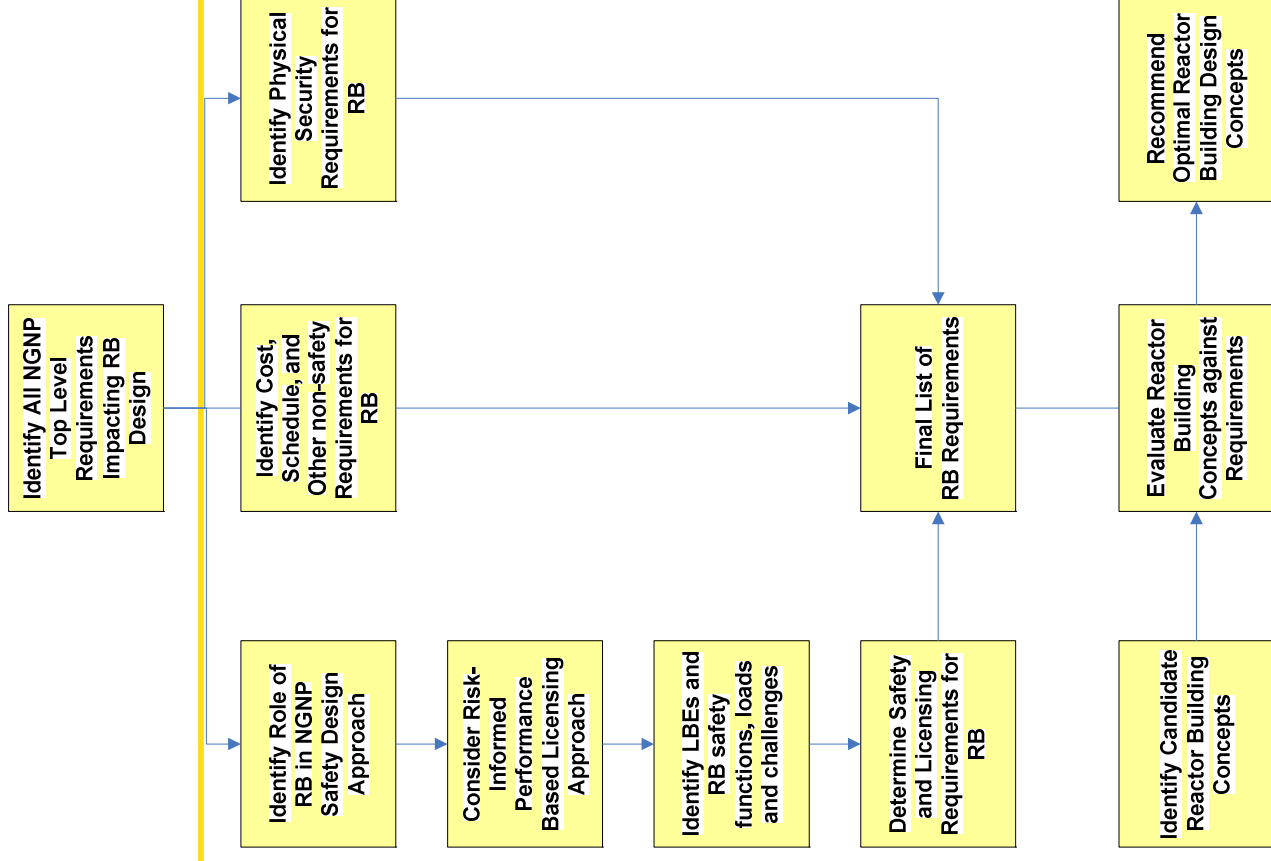 Identify All NGNP
Top Level
Requirements
Impacting RB
Design
Identify Role of
RB in NGNP
Safety Design
Approach
Identify Cost,
Schedule, and
Other non-safety
Requirements for
RB
Identify Physical
Security
Requirements for
RB
Consider Risk-
Informed
Performance
Based Licensing
Approach
Identify LBEs and
RB safety
functions, loads
and challenges
Determine Safety
and Licensing
Requirements for
RB
Final List of
RB Requirements
Identify Candidate
Reactor Building
Concepts
Evaluate Reactor
Building
Concepts against
Requirements
Recommend
Optimal Reactor
Building Design
Concepts